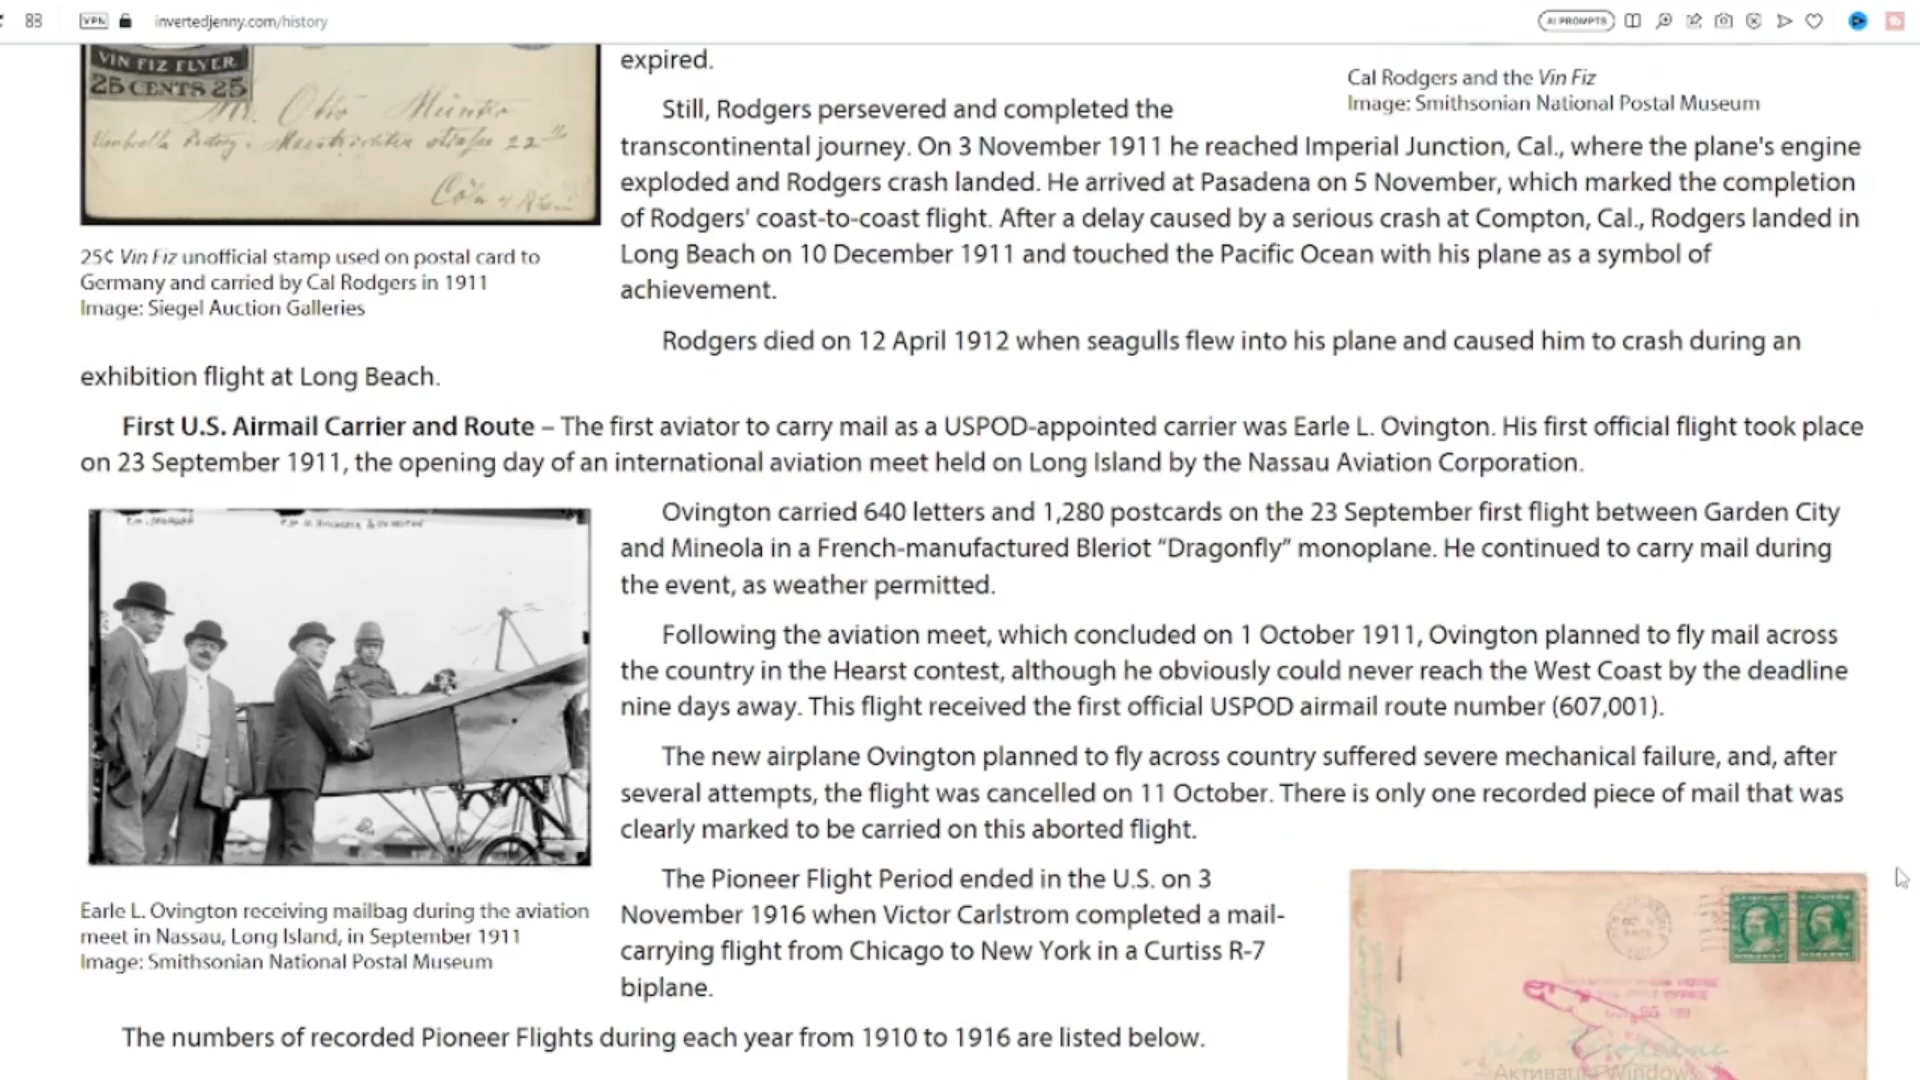 83
VPN
invertedjenny.com/history
AI PROMPTS
VIN FIZ FLYER
25 CENTS 25
Mr. Otto
22
25¢ Vin Fiz unofficial stamp used on postal card to
Germany and carried by Cal Rodgers in 1911
Image: Siegel Auction Galleries
Cal Rodgers and the Vin Fiz
Image: Smithsonian National Postal Museum
expired.
Still, Rodgers persevered and completed the
transcontinental journey. On 3 November 1911 he reached Imperial Junction, Cal., where the plane's engine
exploded and Rodgers crash landed. He arrived at Pasadena on 5 November, which marked the completion
of Rodgers' coast-to-coast flight. After a delay caused by a serious crash at Compton, Cal., Rodgers landed in
Long Beach on 10 December 1911 and touched the Pacific Ocean with his plane as a symbol of
achievement.
Rodgers died on 12 April 1912 when seagulls flew into his plane and caused him to crash during an
exhibition flight at Long Beach.
First U.S. Airmail Carrier and Route – The first aviator to carry mail as a USPOD-appointed carrier was Earle L. Ovington. His first official flight took place
on 23 September 1911, the opening day of an international aviation meet held on Long Island by the Nassau Aviation Corporation.
Ovington carried 640 letters and 1,280 postcards on the 23 September first flight between Garden City
and Mineola in a French-manufactured Bleriot “Dragonfly” monoplane. He continued to carry mail during
the event, as weather permitted.
Following the aviation meet, which concluded on 1 October 1911, Ovington planned to fly mail across
the country in the Hearst contest, although he obviously could never reach the West Coast by the deadline
nine days away. This flight received the first official USPOD airmail route number (607,001).
The new airplane Ovington planned to fly across country suffered severe mechanical failure, and, after
several attempts, the flight was cancelled on 11 October. There is only one recorded piece of mail that was
clearly marked to be carried on this aborted flight.
Earle L. Ovington receiving mailbag during the aviation
meet in Nassau, Long Island, in September 1911
Image: Smithsonian National Postal Museum
The Pioneer Flight Period ended in the U.S. on 3
November 1916 when Victor Carlstrom completed a mail-
carrying flight from Chicago to New York in a Curtiss R-7
biplane.
The numbers of recorded Pioneer Flights during each year from 1910 to 1916 are listed below.
Активация Windows